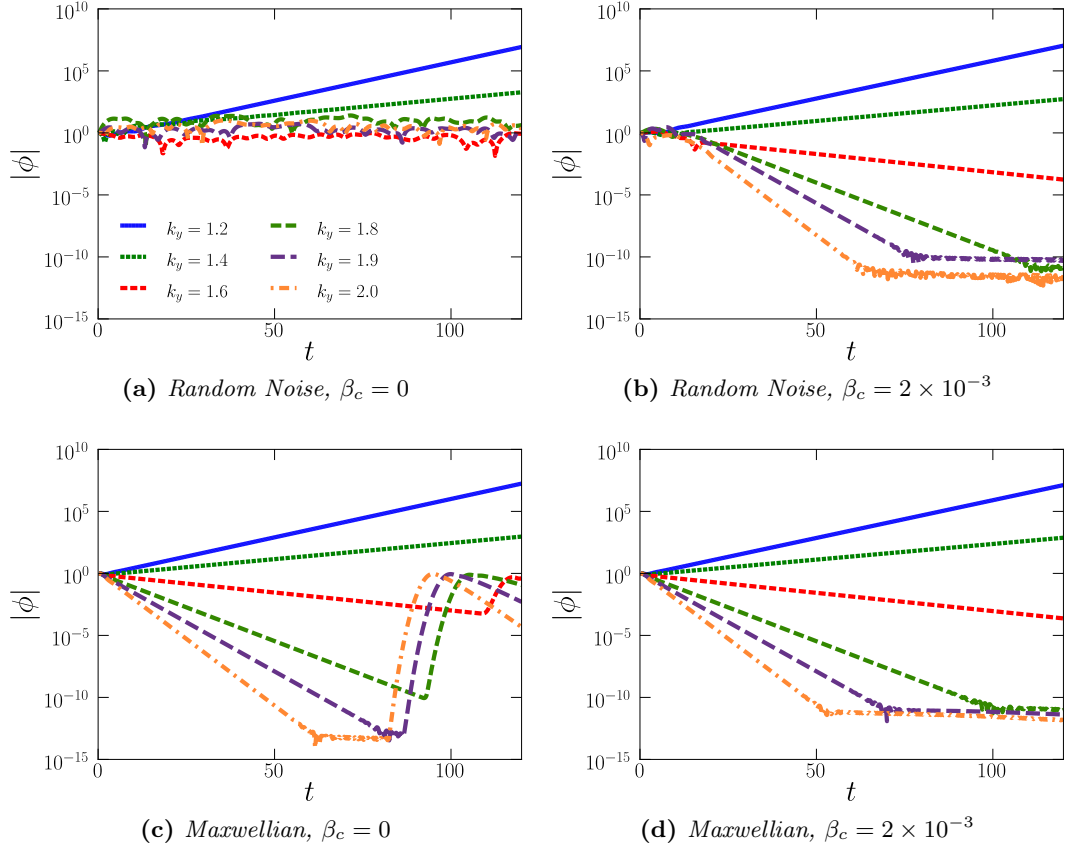 10^10
10^5
10^0
10^−5
10^−10
10^−15
|ϕ|
k_y = 1.2
k_y = 1.4
k_y = 1.6
k_y = 1.8
k_y = 1.9
k_y = 2.0
0
50
100
t
(a) Random Noise, β_c = 0
10^10
10^5
10^0
10^−5
10^−10
10^−15
|ϕ|
0
50
100
t
(b) Random Noise, β_c = 2 × 10^−3
10^10
10^5
10^0
10^−5
10^−10
10^−15
|ϕ|
0
50
100
t
(c) Maxwellian, β_c = 0
10^10
10^5
10^0
10^−5
10^−10
10^−15
|ϕ|
0
50
100
t
(d) Maxwellian, β_c = 2 × 10^−3